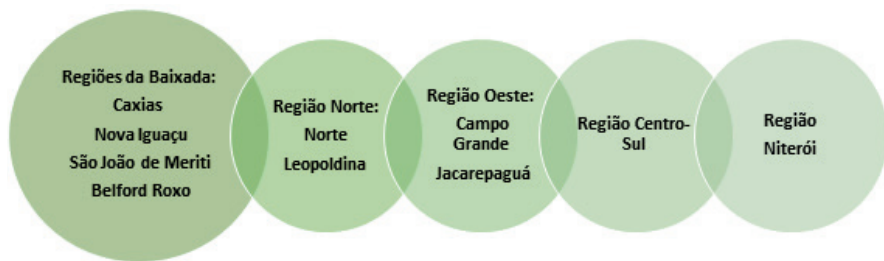 Regiões da Baixada:
Caxias
Nova Iguaçu
São João de Meriti
Belford Roxo
Região Norte:
Norte
Leopoldina
Região Oeste:
Campo
Grande
Jacarepaguá
Região Centro-
Sul
Região
Niterói